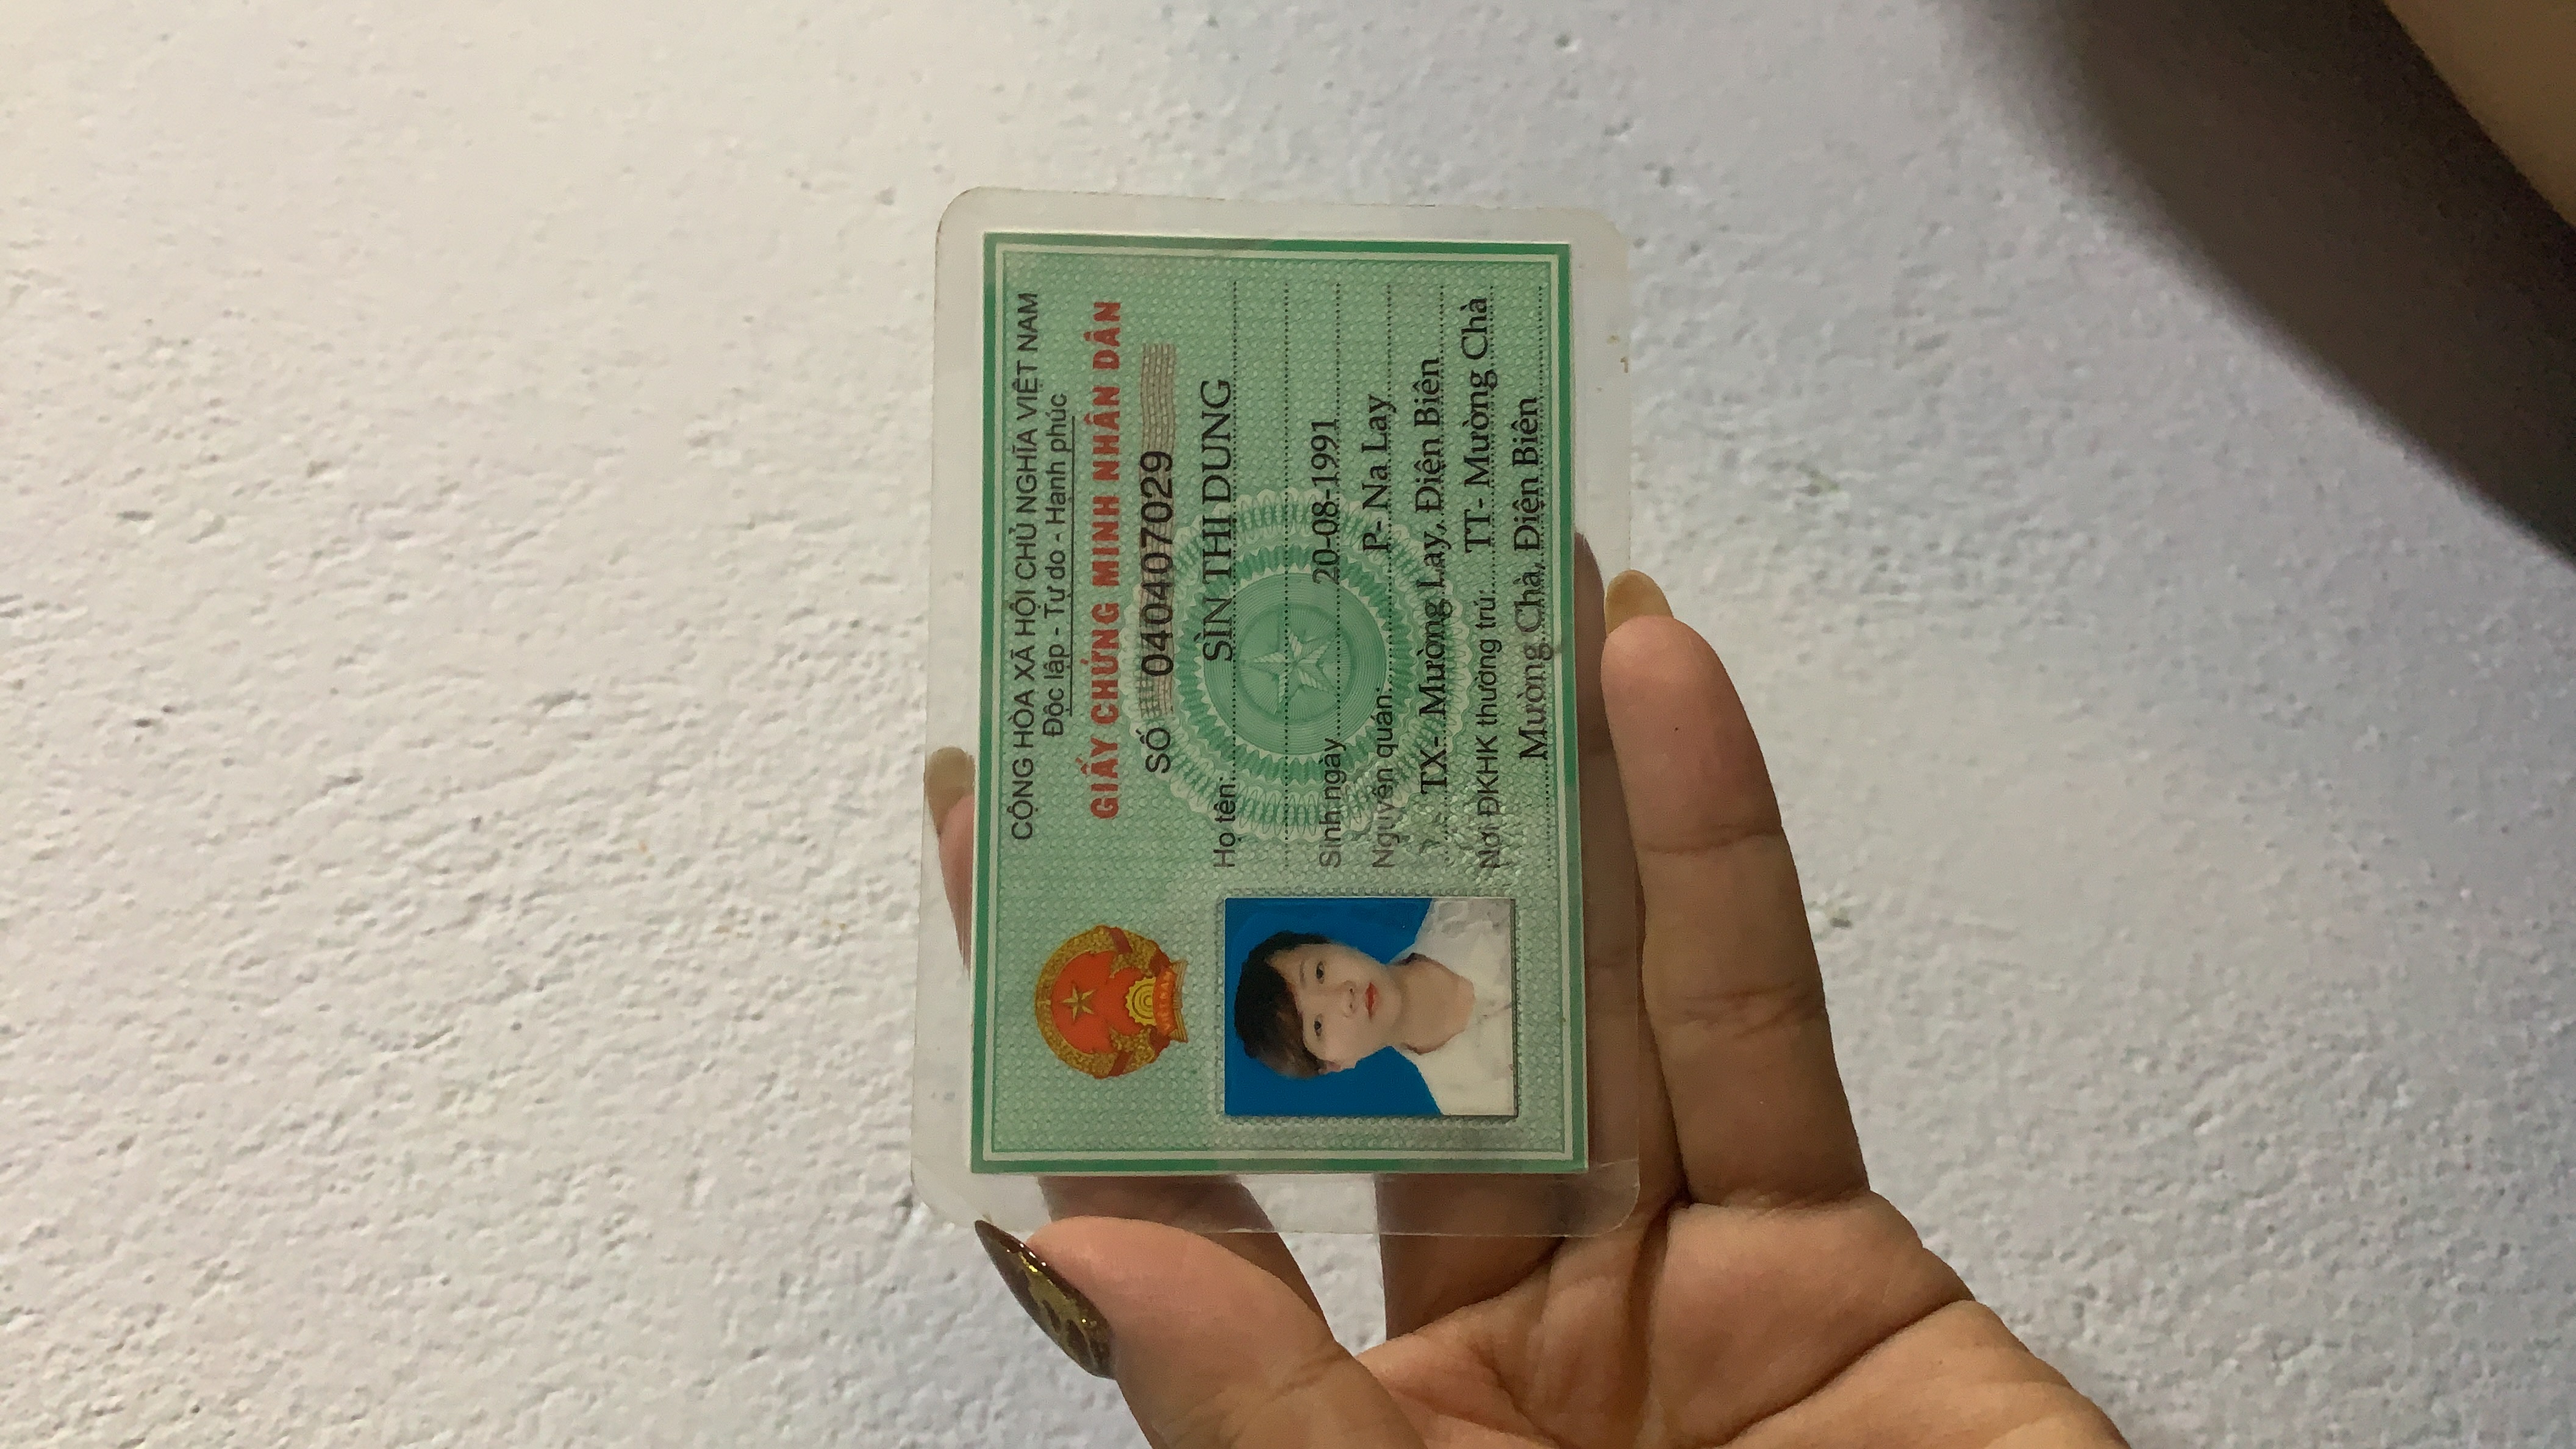 CỘNG HÒA XÃ HỘI CHỦ NGHĨA VIỆT NAM
Độc lập - Tự do - Hạnh phúc
GIẤY CHỨNG MINH NHÂN DÂN
SỐ 040407029
VIỆT NAM
Họ tên: SÌN THỊ DUNG
Sinh ngày 20-08-1991
Nguyên quán: P- Na Lay
TX- Mường Lay, Điện Biên
Nơi ĐKHK thường trú: TT- Mường Chà
Mường Chà, Điện Biên